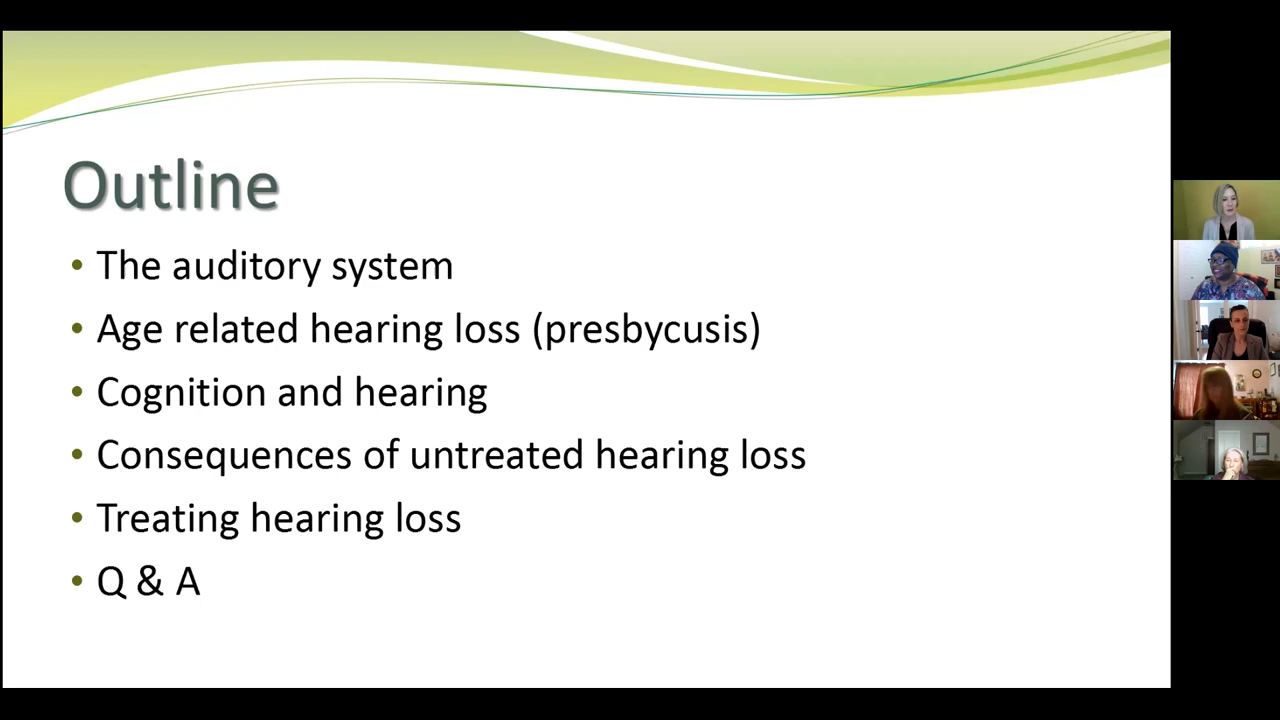 Outline
• The auditory system
• Age related hearing loss (presbycusis)
• Cognition and hearing
• Consequences of untreated hearing loss
• Treating hearing loss
• Q & A